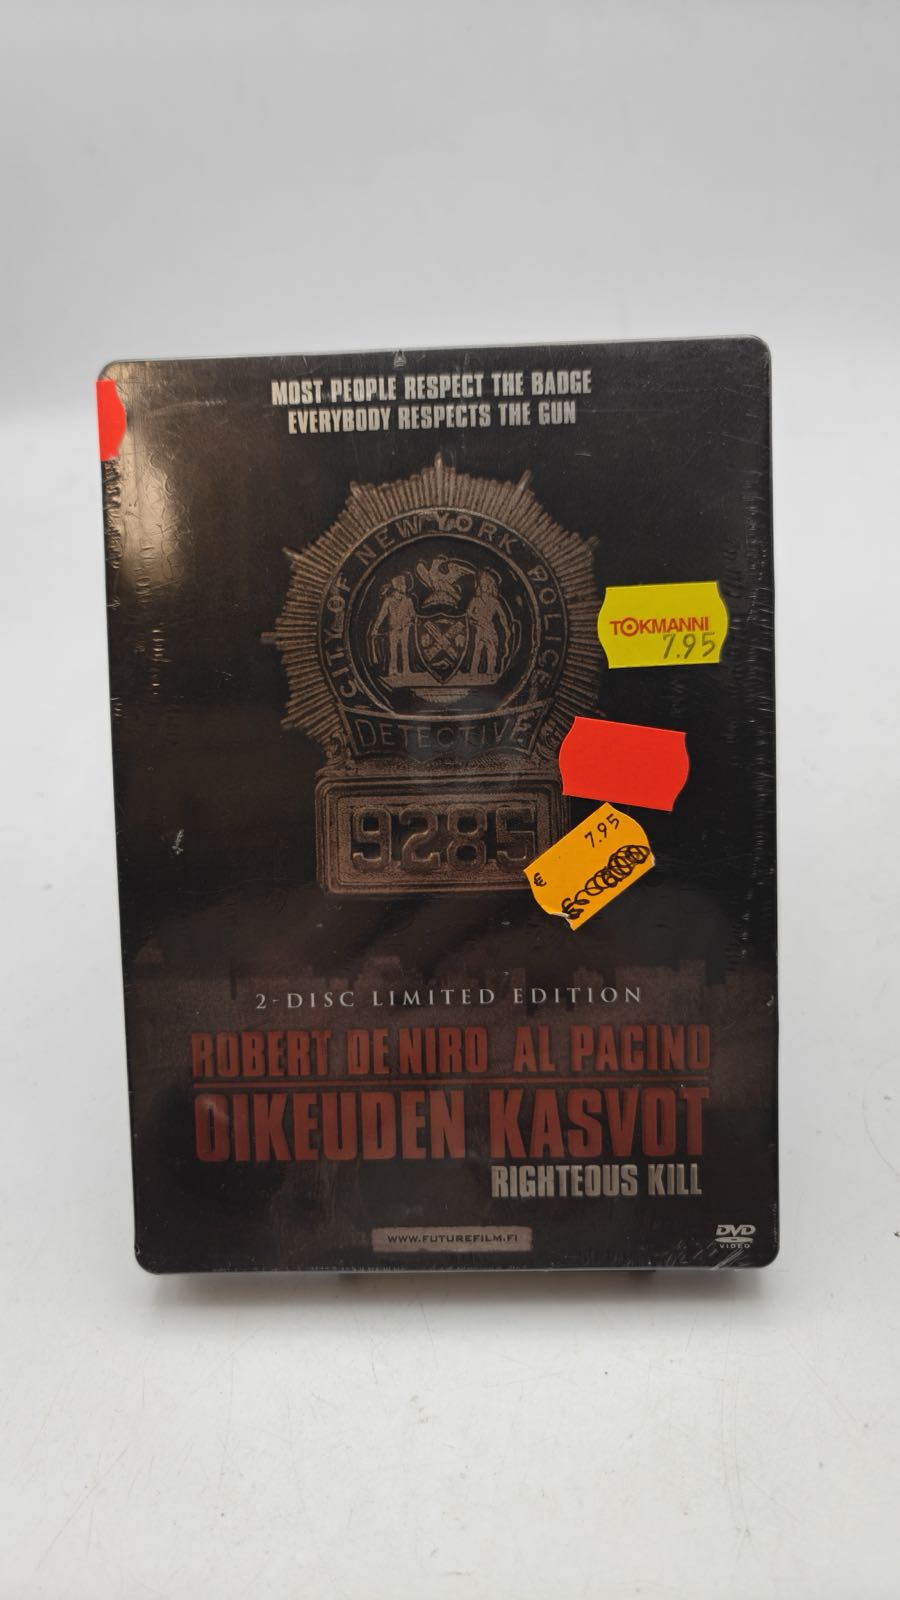 MOST PEOPLE RESPECT THE BADGE
EVERYBODY RESPECTS THE GUN
CITY OF NEW YORK POLICE
DETECTIVE
9285
TOKMANNI
7.95
7.95
€
2-DISC LIMITED EDITION
ROBERT DE NIRO AL PACINO
OIKEUDEN KASVOT
RIGHTEOUS KILL
WWW.FUTUREFILM.FI
DVD
VIDEO